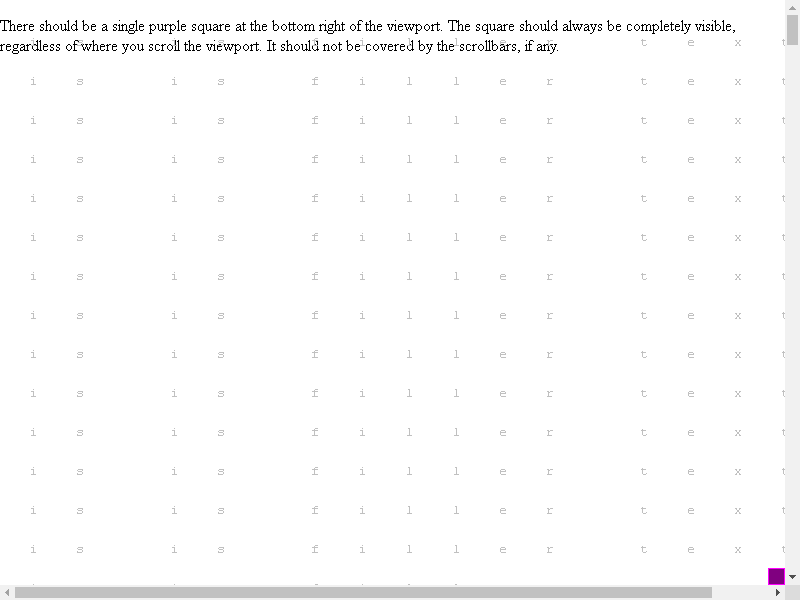 There should be a single purple square at the bottom right of the viewport. The square should always be completely visible,
regardless of where you scroll the viewport. It should not be covered by the scrollbars, if any.
i s i s f i l l e r t e x t
i s i s f i l l e r t e x t
i s i s f i l l e r t e x t
i s i s f i l l e r t e x t
i s i s f i l l e r t e x t
i s i s f i l l e r t e x t
i s i s f i l l e r t e x t
i s i s f i l l e r t e x t
i s i s f i l l e r t e x t
i s i s f i l l e r t e x t
i s i s f i l l e r t e x t
i s i s f i l l e r t e x t
i s i s f i l l e r t e x t